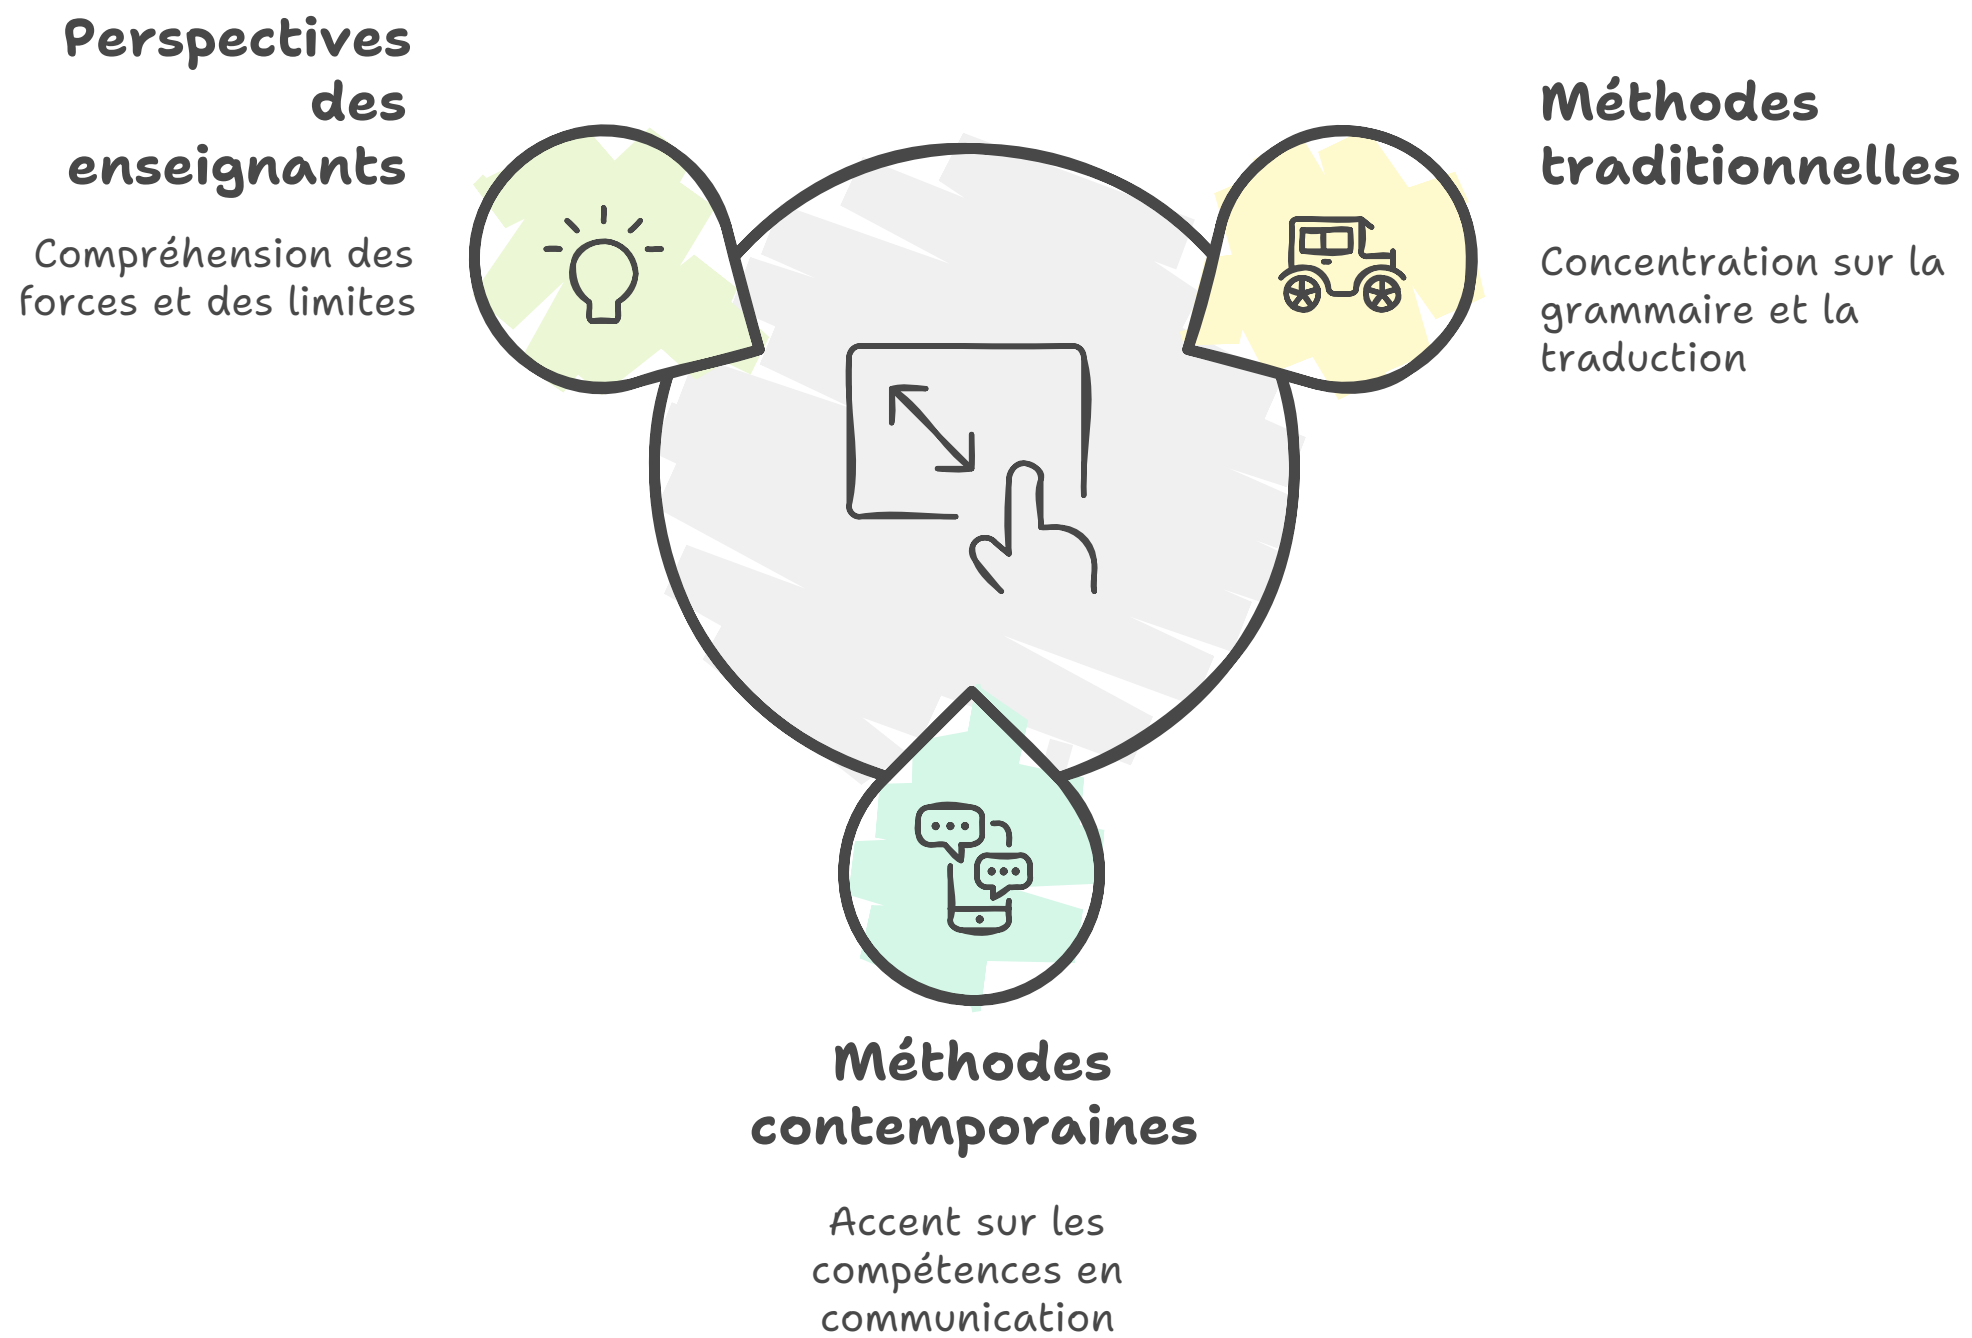 Perspectives
des
enseignants
Compréhension des
forces et des limites
Méthodes
traditionnelles
Concentration sur la
grammaire et la
traduction
Méthodes
contemporaines
Accent sur les
compétences en
communication